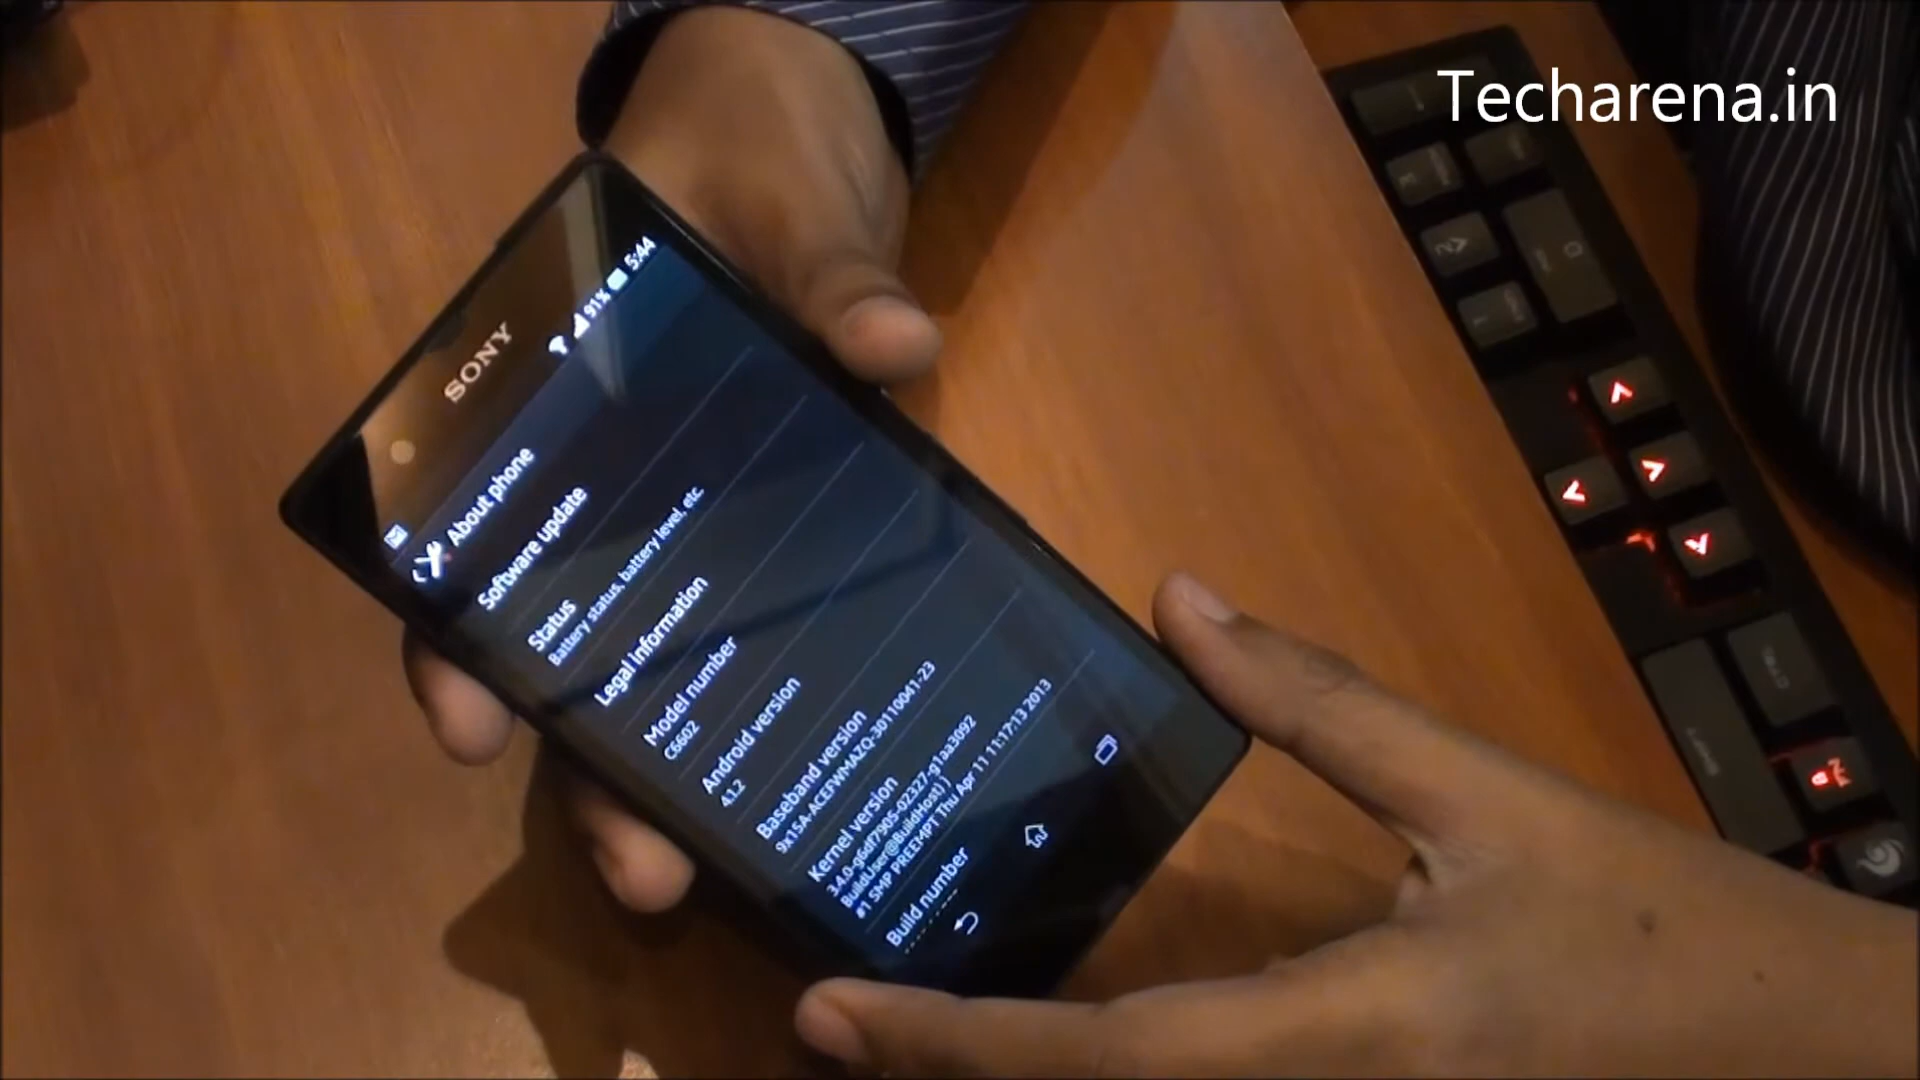 Techarena.in
SONY
91% 5:44
About phone
Software update
Status
Battery status, battery level, etc.
Legal information
Model number
C6602
Android version
4.1.2
Baseband version
9x15A-ACEFWMAZQ-30110041-23
Kernel version
3.4.0-g6df7905-02327-g1aa3092
BuildUser@BuildHost) )
#1 SMP PREEMPT Thu Apr 11 11:17:13 2013
Build number